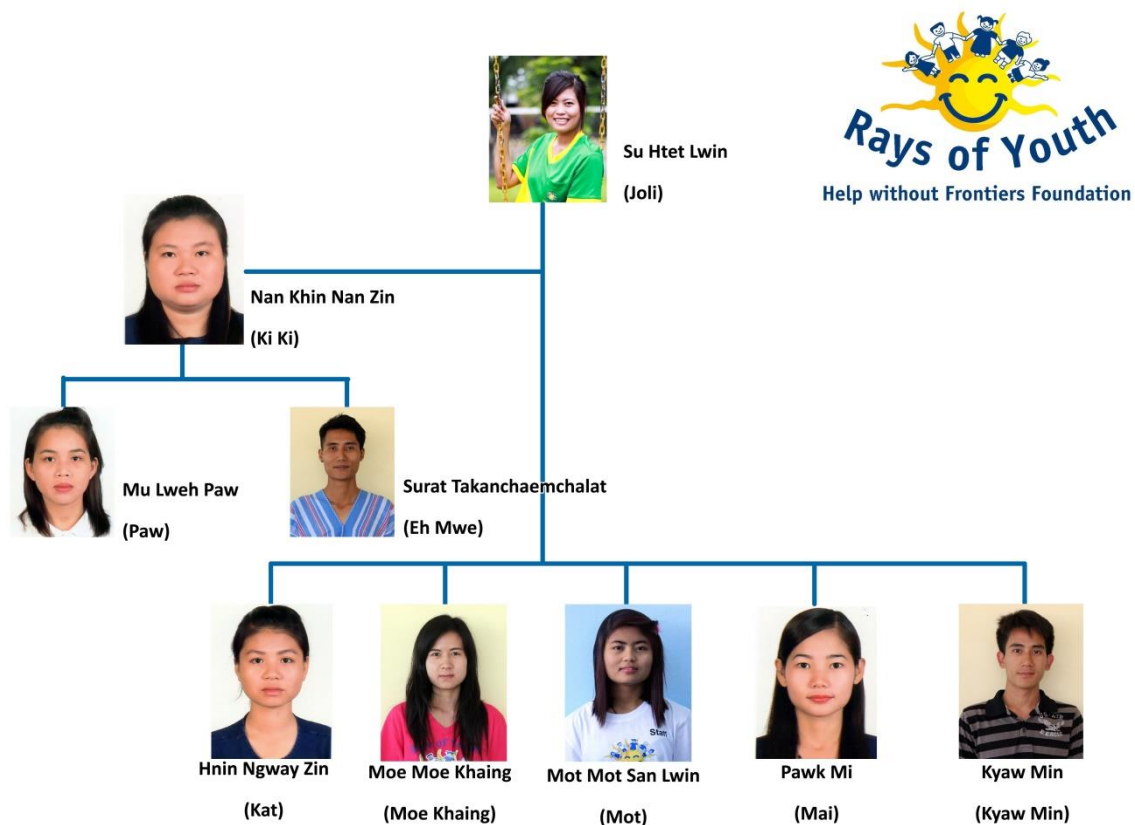 Rays of Youth
Help without Frontiers Foundation
Su Htet Lwin
(Joli)
Nan Khin Nan Zin
(Ki Ki)
Mu Lweh Paw
(Paw)
Surat Takanchaemchalat
(Eh Mwe)
Staff
Hnin Ngway Zin
(Kat)
Moe Moe Khaing
(Moe Khaing)
Mot Mot San Lwin
(Mot)
Pawk Mi
(Mai)
Kyaw Min
(Kyaw Min)